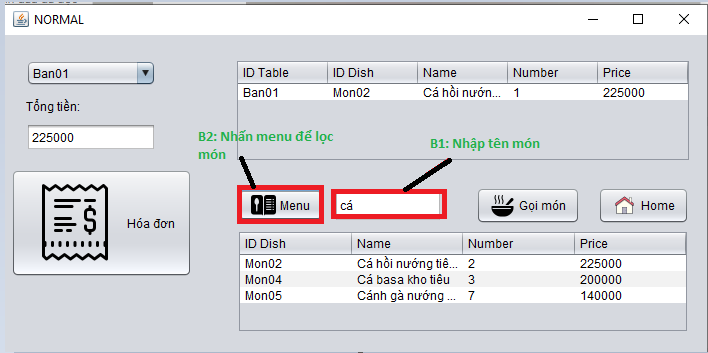 NORMAL
Ban01
Tổng tiền:
225000
Hóa đơn
ID Table ID Dish Name Number Price
Ban01 Mon02 Cá hồi nướn... 1 225000
B2: Nhấn menu để lọc
món
B1: Nhập tên món
Menu
cá
Gọi món
Home
ID Dish Name Number Price
Mon02 Cá hồi nướng tiê... 2 225000
Mon04 Cá basa kho tiêu 3 200000
Mon05 Cánh gà nướng ... 7 140000